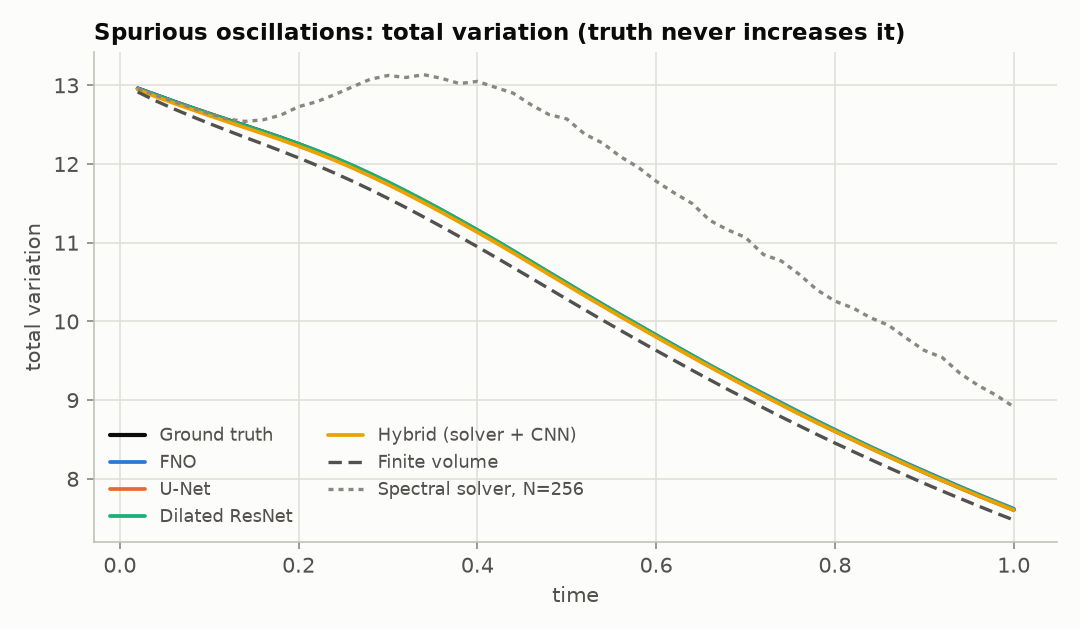 Spurious oscillations: total variation (truth never increases it)
total variation
13
12
11
10
9
8
Ground truth
FNO
U-Net
Dilated ResNet
Hybrid (solver + CNN)
Finite volume
Spectral solver, N=256
0.0 0.2 0.4 0.6 0.8 1.0
time